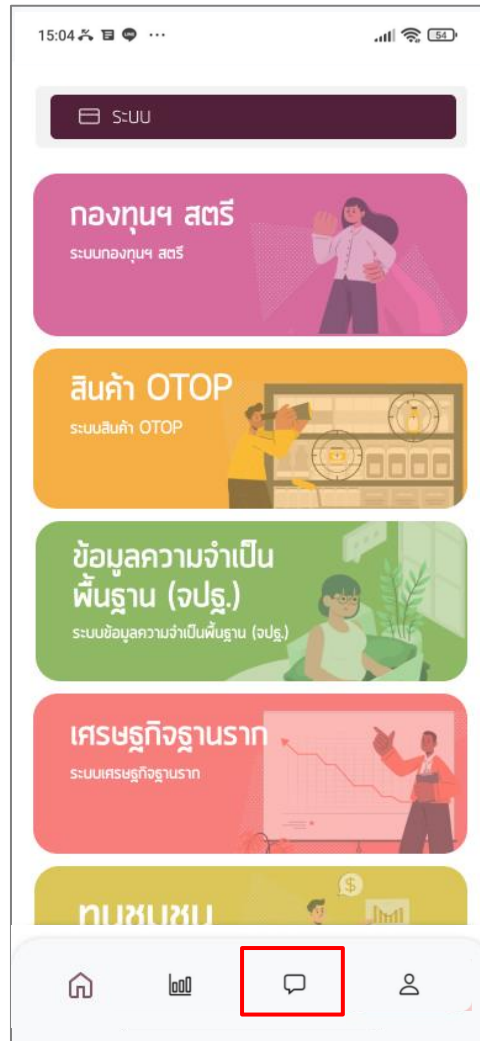 15:04
54
ระบบ
กองทุนฯ สตรี
ระบบกองทุนฯ สตรี
สินค้า OTOP
ระบบสินค้า OTOP
ข้อมูลความจำเป็น
พื้นฐาน (จปฐ.)
ระบบข้อมูลความจำเป็นพื้นฐาน (จปฐ.)
เศรษฐกิจฐานราก
ระบบเศรษฐกิจฐานราก
ทุนชุมชน